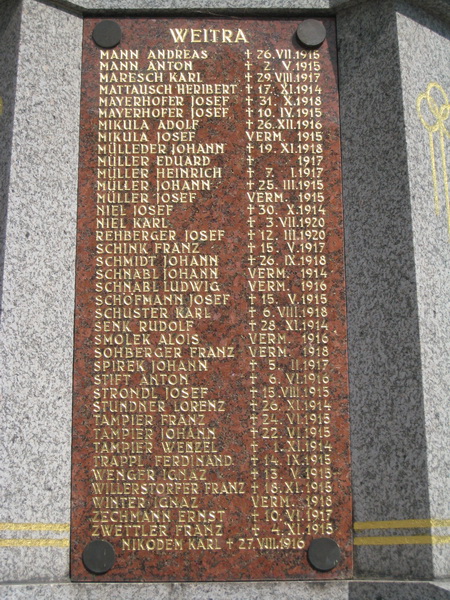 WEITRA
MANN ANDREAS † 26.VII.1915
MANN ANTON † 2. V.1915
MARESCH KARL † 29.VIII.1917
MATTAUSCH HERIBERT † 17. XI.1914
MAYERHOFER JOSEF † 31. X.1918
MAYERHOFER JOSEF † 10. IV.1915
MIKULA ADOLF † 26.XII.1916
MIKULA JOSEF VERM. 1915
MÜLLEDER JOHANN † 19. XI.1918
MÜLLER EDUARD † 1917
MÜLLER HEINRICH † 7. I.1917
MÜLLER JOHANN † 25. III.1915
MÜLLER JOSEF VERM. 1915
NIEL JOSEF † 30. X.1914
NIEL KARL † 3.VII.1920
REHBERGER JOSEF † 12. III.1920
SCHINK FRANZ † 15. V.1917
SCHMIDT JOHANN † 26. IX.1918
SCHNABL JOHANN VERM. 1914
SCHNABL LUDWIG VERM. 1916
SCHOFMANN JOSEF † 15. V.1915
SCHUSTER KARL † 6.VIII.1918
SENK RUDOLF † 28. XI.1914
SMOLEK ALOIS VERM. 1916
SOHBERGER FRANZ VERM. 1918
SPIREK JOHANN † 5. II.1917
STIFT ANTON † 6. VI.1916
STRONDL JOSEF † 15.VIII.1915
STUNDNER LORENZ † 26. XI.1914
TAMPIER FRANZ † 24. VI.1915
TAMPIER JOHANN † 22. VI.1915
TAMPIER WENZEL † 1. XI.1914
TRAPPL FERDINAND † 14. IX.1915
WENGER IGNAZ † 13. V.1915
WILLERSTORFER FRANZ † 18. XI.1915
WINTER IGNAZ VERM. 1918
ZECHMANN ERNST † 10. VI.1917
ZWETTLER FRANZ † 4. XI.1915
NIKODEM KARL † 27.VIII.1916